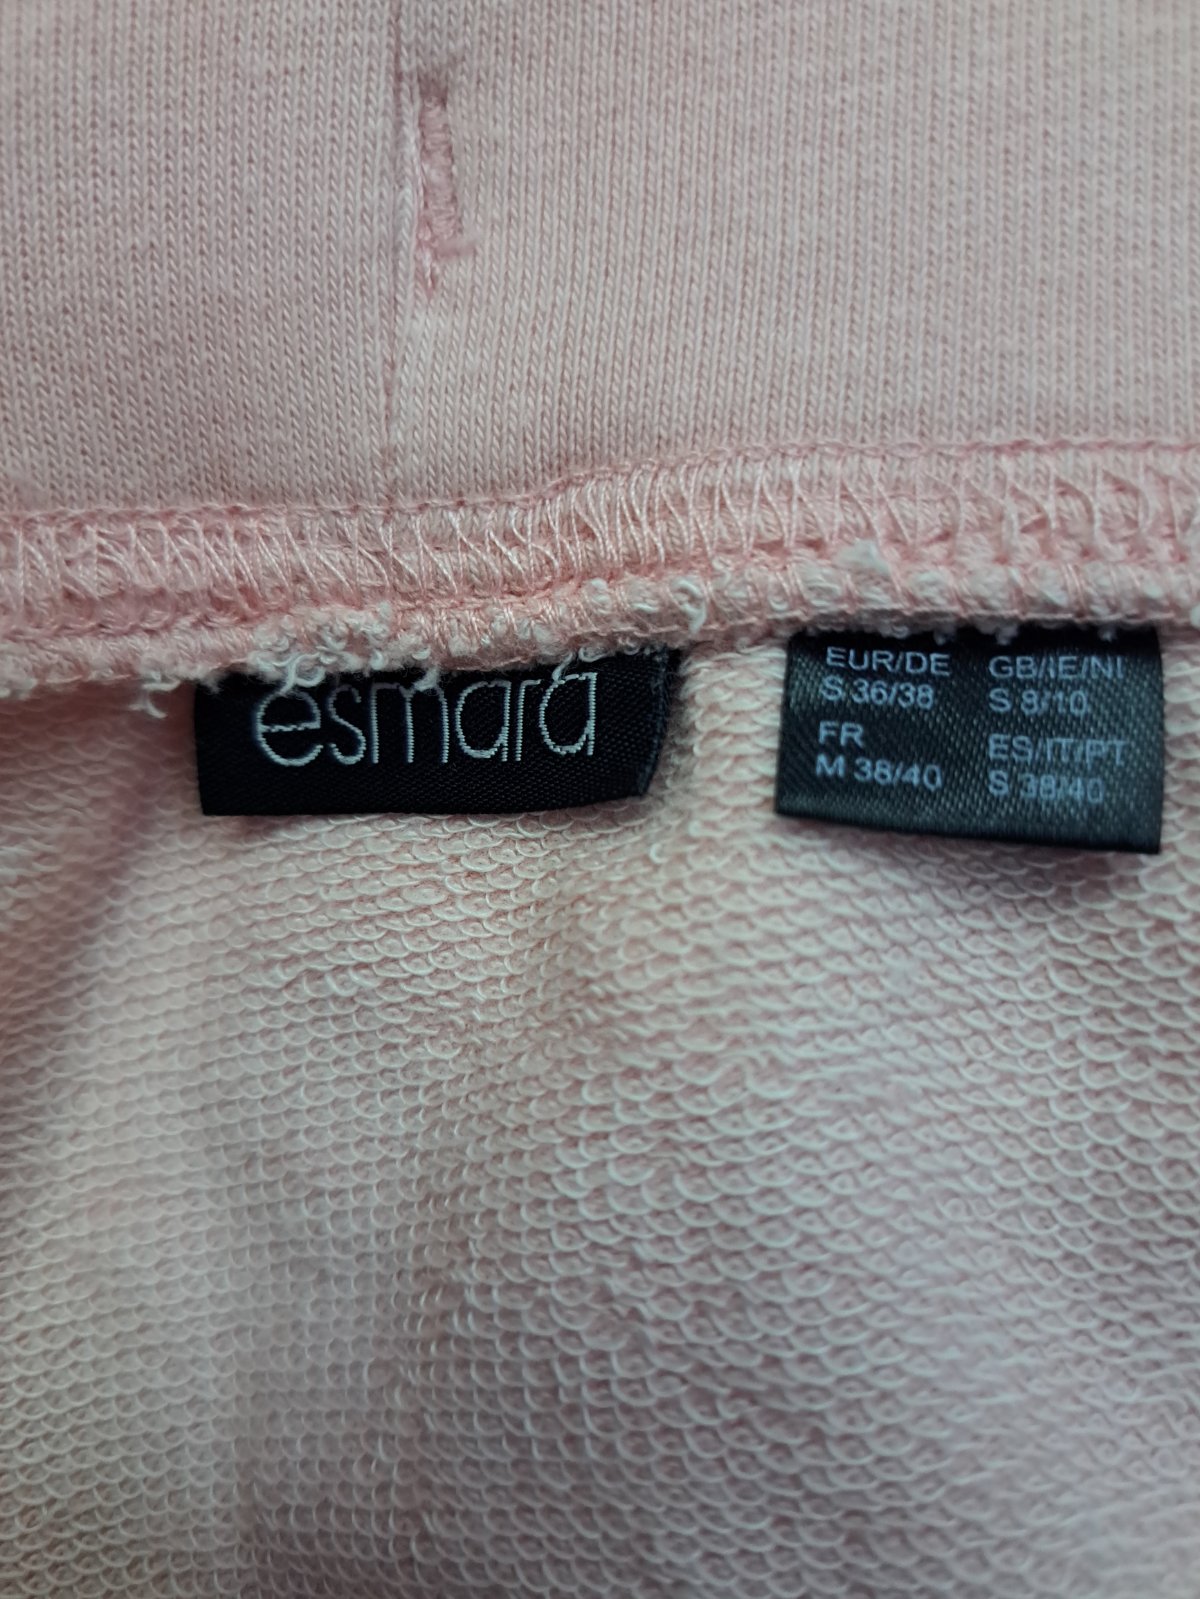 esmara
EUR/DE
S 36/38
GB/IE/NI
S 8/10
FR
M 38/40
ES/IT/PT
S 38/40